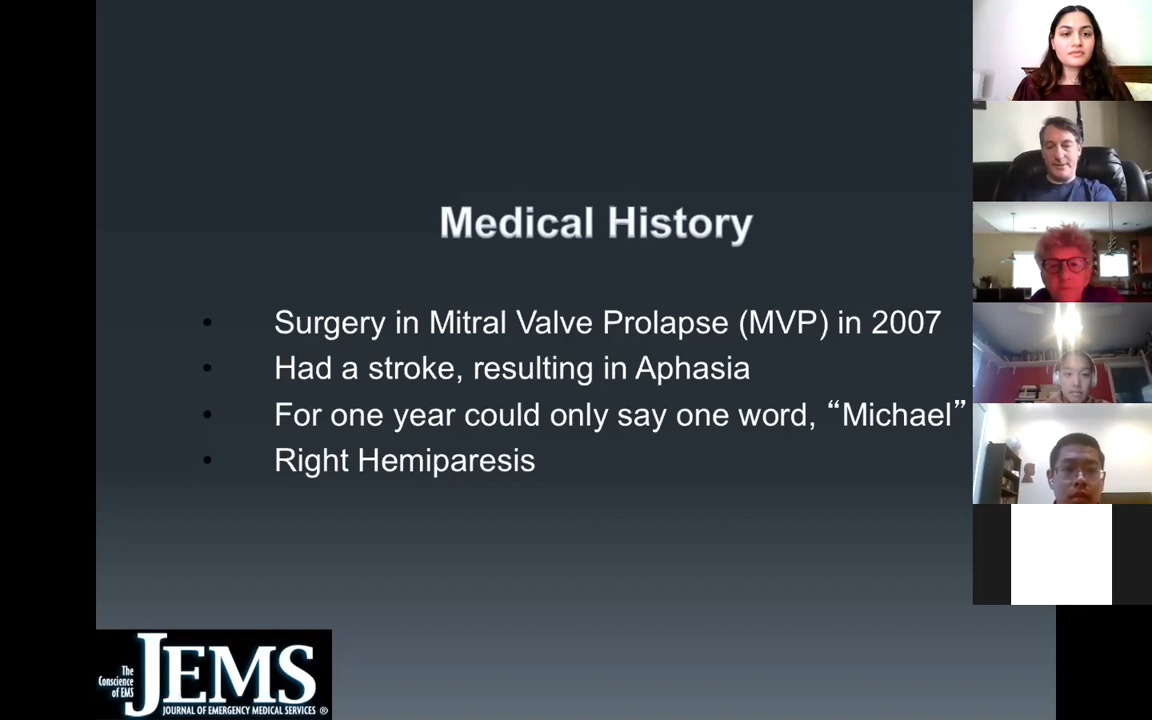 Medical History
• Surgery in Mitral Valve Prolapse (MVP) in 2007
• Had a stroke, resulting in Aphasia
• For one year could only say one word, “Michael”
• Right Hemiparesis
The
Conscience
of EMS
JEMS
JOURNAL OF EMERGENCY MEDICAL SERVICES ®